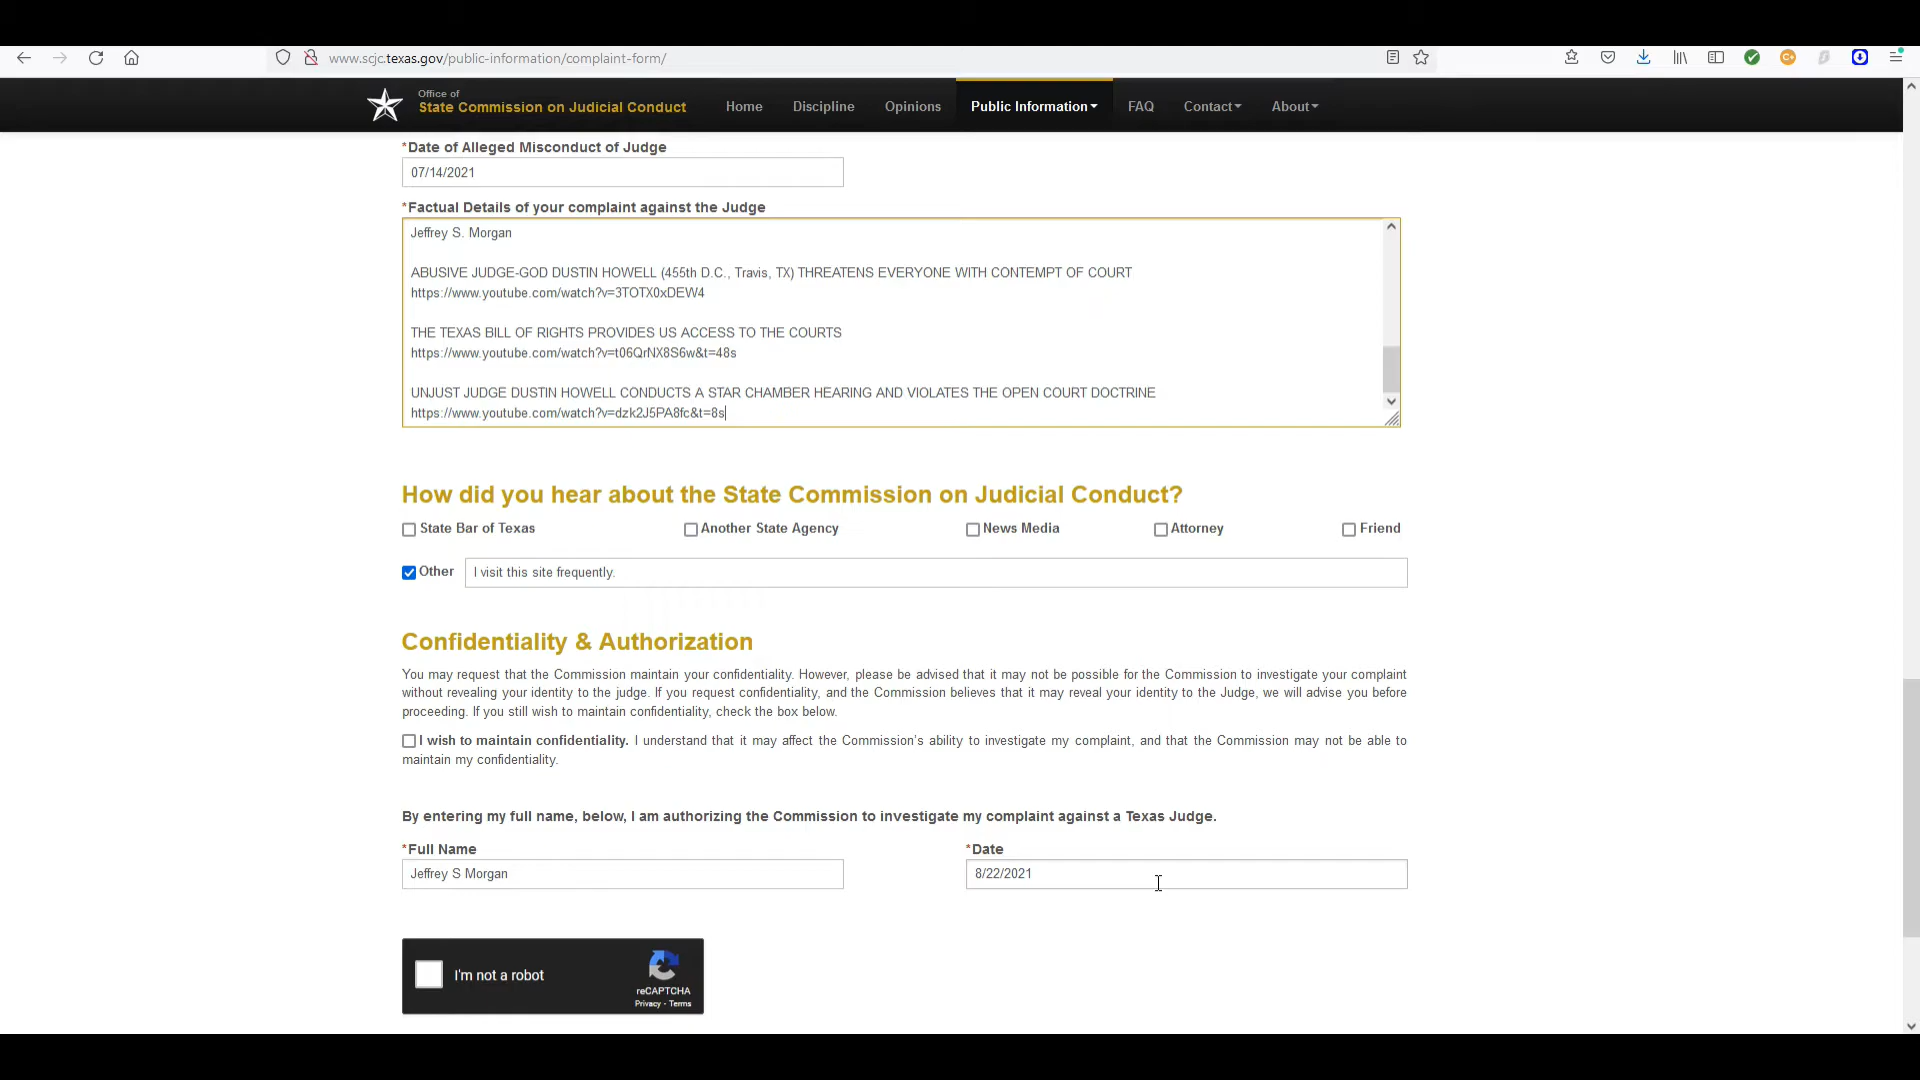 www.scjc.texas.gov/public-information/complaint-form/
Office of
State Commission on Judicial Conduct
Home
Discipline
Opinions
Public Information
FAQ
Contact
About
*Date of Alleged Misconduct of Judge
07/14/2021
*Factual Details of your complaint against the Judge
Jeffrey S. Morgan
ABUSIVE JUDGE-GOD DUSTIN HOWELL (455th D.C., Travis, TX) THREATENS EVERYONE WITH CONTEMPT OF COURT
https://www.youtube.com/watch?v=3TOTX0xDEW4
THE TEXAS BILL OF RIGHTS PROVIDES US ACCESS TO THE COURTS
https://www.youtube.com/watch?v=t06QrNX8S6w&t=48s
UNJUST JUDGE DUSTIN HOWELL CONDUCTS A STAR CHAMBER HEARING AND VIOLATES THE OPEN COURT DOCTRINE
https://www.youtube.com/watch?v=dzk2J5PA8fc&t=8s
How did you hear about the State Commission on Judicial Conduct?
State Bar of Texas
Another State Agency
News Media
Attorney
Friend
Other
I visit this site frequently.
Confidentiality & Authorization
You may request that the Commission maintain your confidentiality. However, please be advised that it may not be possible for the Commission to investigate your complaint
without revealing your identity to the judge. If you request confidentiality, and the Commission believes that it may reveal your identity to the Judge, we will advise you before
proceeding. If you still wish to maintain confidentiality, check the box below.
I wish to maintain confidentiality. I understand that it may affect the Commission's ability to investigate my complaint, and that the Commission may not be able to
maintain my confidentiality.
By entering my full name, below, I am authorizing the Commission to investigate my complaint against a Texas Judge.
*Full Name
Jeffrey S Morgan
*Date
8/22/2021
I'm not a robot
reCAPTCHA
Privacy - Terms